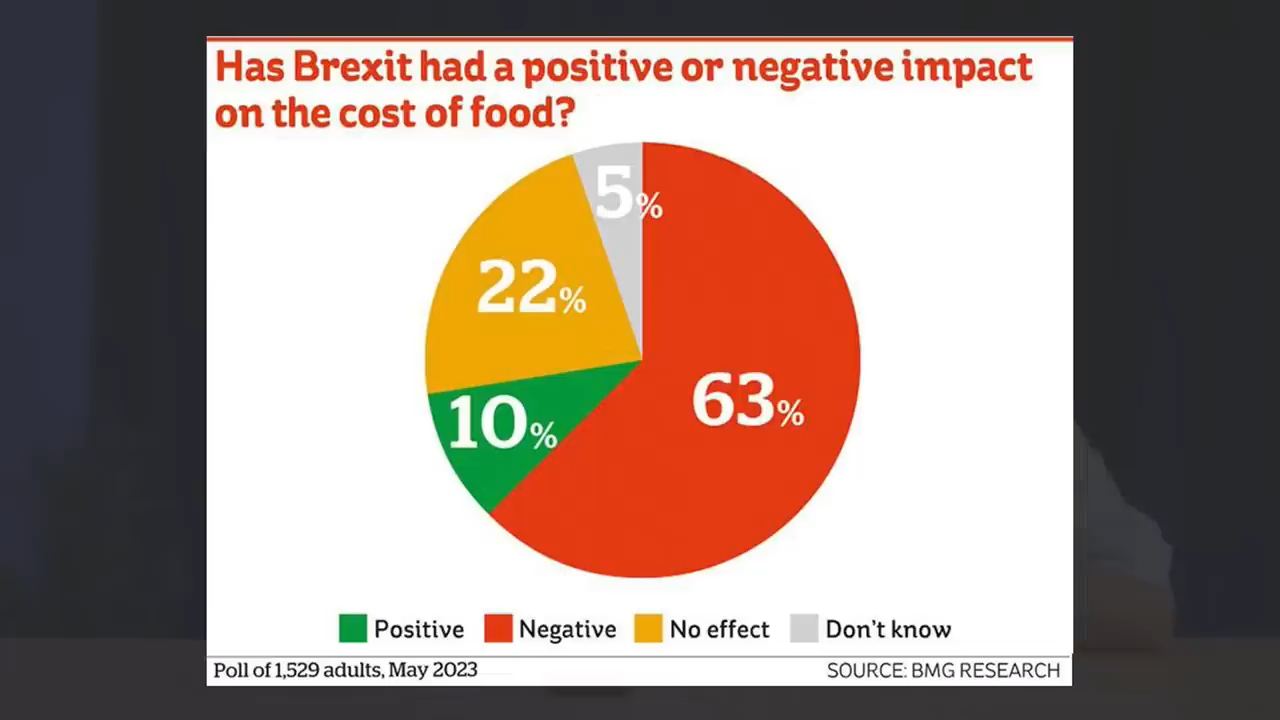 Has Brexit had a positive or negative impact
on the cost of food?
5%
22%
63%
10%
Positive Negative No effect Don't know
Poll of 1,529 adults, May 2023 SOURCE: BMG RESEARCH